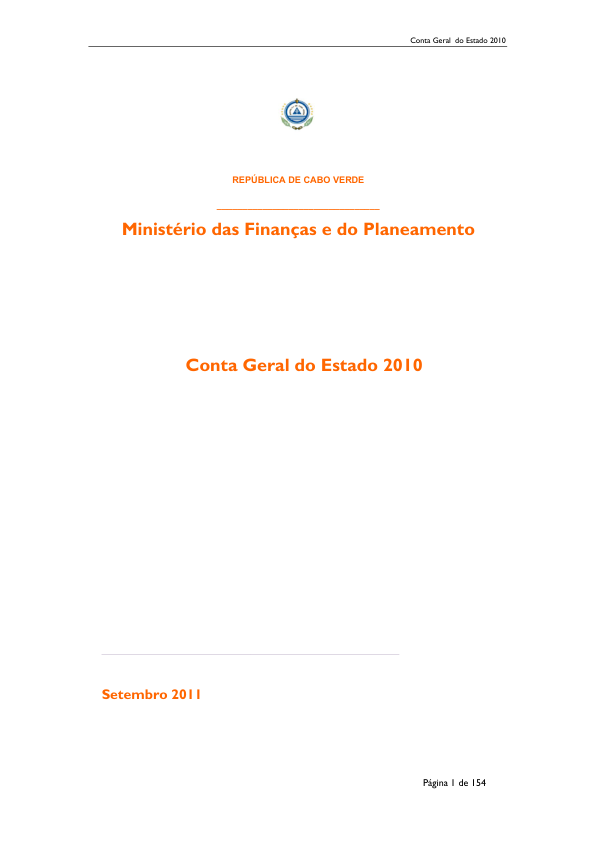 Conta Geral do Estado 2010
REPÚBLICA DE CABO VERDE
Ministério das Finanças e do Planeamento
Conta Geral do Estado 2010
Setembro 2011
Página 1 de 154